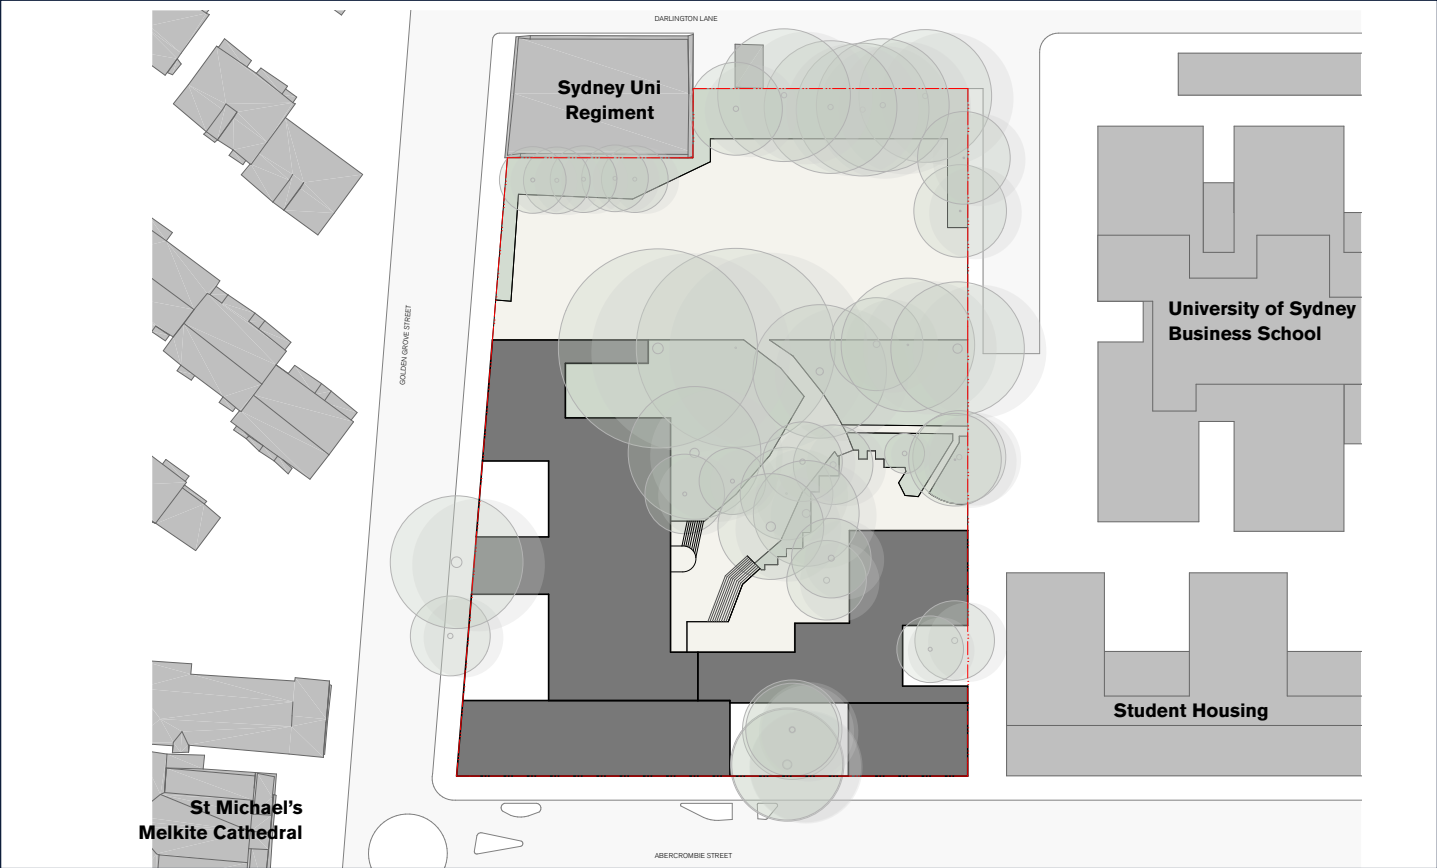 DARLINGTON LANE
Sydney Uni
Regiment
GOLDEN GROVE STREET
University of Sydney
Business School
Student Housing
St Michael's
Melkite Cathedral
ABERCROMBIE STREET